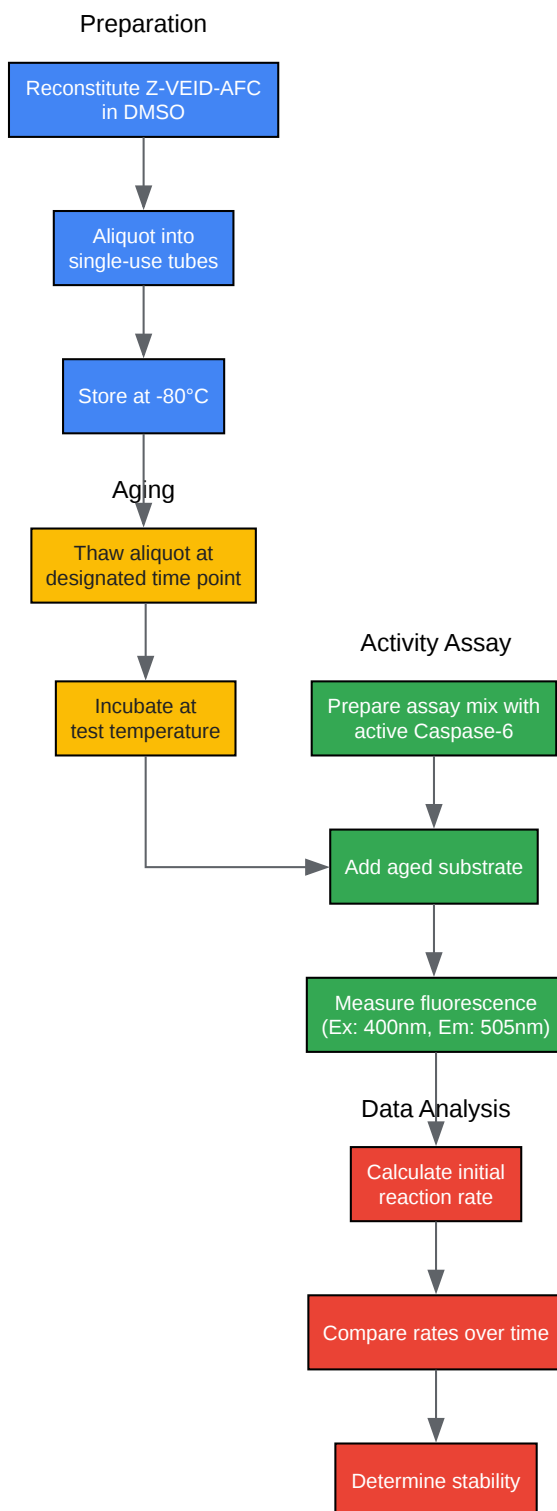 Preparation
Reconstitute Z-VEID-AFC
in DMSO
Aliquot into
single-use tubes
Store at -80°C
Aging
Thaw aliquot at
designated time point
Incubate at
test temperature
Activity Assay
Prepare assay mix with
active Caspase-6
Add aged substrate
Measure fluorescence
(Ex: 400nm, Em: 505nm)
Data Analysis
Calculate initial
reaction rate
Compare rates over time
Determine stability